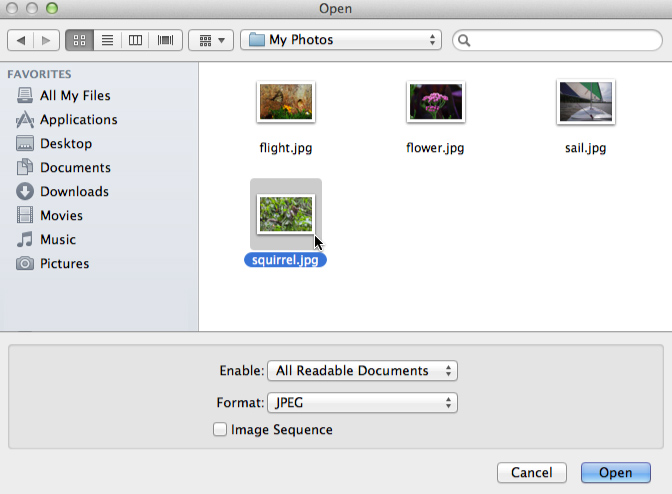 Open
My Photos
FAVORITES
All My Files
Applications
Desktop
Documents
Downloads
Movies
Music
Pictures
flight.jpg
flower.jpg
sail.jpg
squirrel.jpg
Enable: All Readable Documents
Format: JPEG
Image Sequence
Cancel
Open